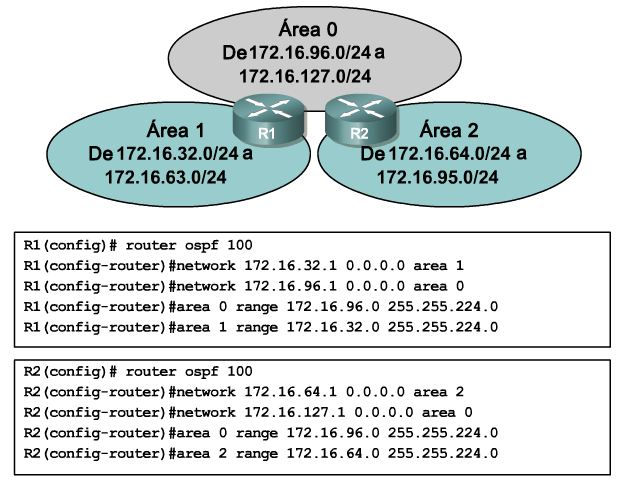 Área 0
De 172.16.96.0/24 a
172.16.127.0/24
R1
R2
Área 1
De 172.16.32.0/24 a
172.16.63.0/24
Área 2
De 172.16.64.0/24 a
172.16.95.0/24
R1(config)# router ospf 100
R1(config-router)#network 172.16.32.1 0.0.0.0 area 1
R1(config-router)#network 172.16.96.1 0.0.0.0 area 0
R1(config-router)#area 0 range 172.16.96.0 255.255.224.0
R1(config-router)#area 1 range 172.16.32.0 255.255.224.0
R2(config)# router ospf 100
R2(config-router)#network 172.16.64.1 0.0.0.0 area 2
R2(config-router)#network 172.16.127.1 0.0.0.0 area 0
R2(config-router)#area 0 range 172.16.96.0 255.255.224.0
R2(config-router)#area 2 range 172.16.64.0 255.255.224.0